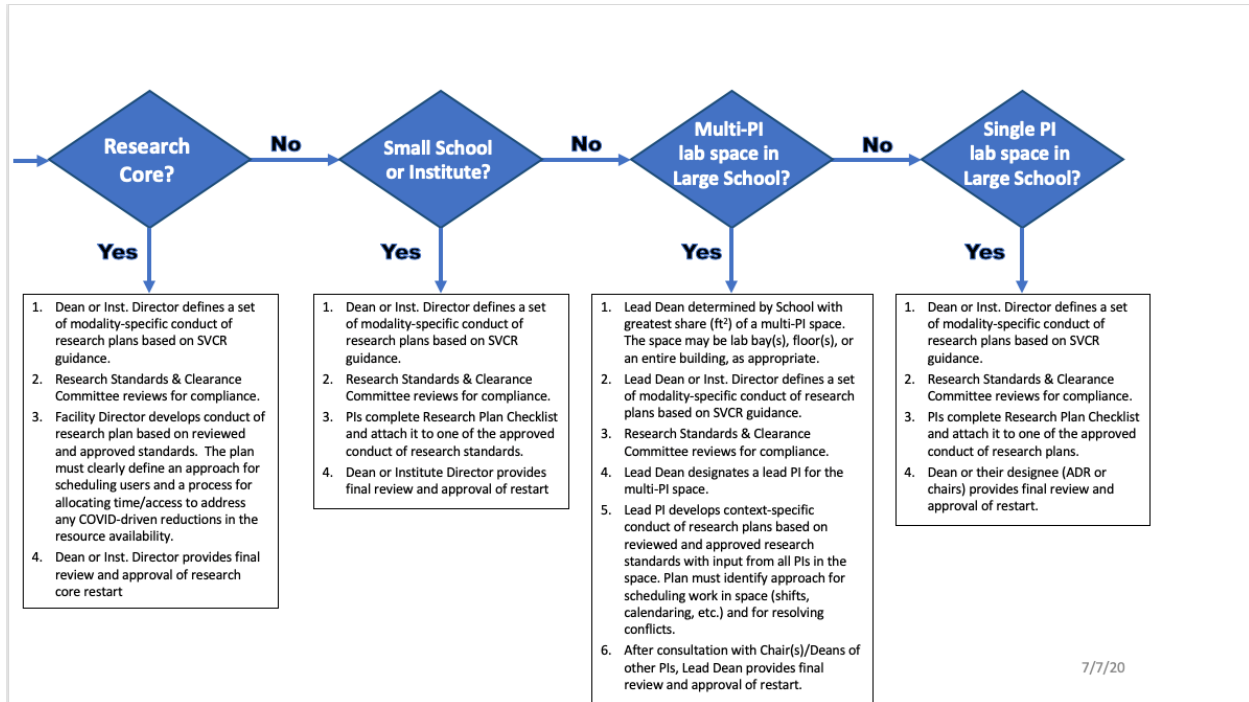 Research
Core?
No
Small School
or Institute?
No
Multi-PI
lab space in
Large School?
No
Single PI
lab space in
Large School?
Yes
Yes
Yes
Yes
1. Dean or Inst. Director defines a set
of modality-specific conduct of
research plans based on SVCR
guidance.
2. Research Standards & Clearance
Committee reviews for compliance.
3. Facility Director develops conduct of
research plan based on reviewed
and approved standards. The plan
must clearly define an approach for
scheduling users and a process for
allocating time/access to address
any COVID-driven reductions in the
resource availability.
4. Dean or Inst. Director provides final
review and approval of research
core restart
1. Dean or Inst. Director defines a set
of modality-specific conduct of
research plans based on SVCR
guidance.
2. Research Standards & Clearance
Committee reviews for compliance.
3. PIs complete Research Plan Checklist
and attach it to one of the approved
conduct of research standards.
4. Dean or Institute Director provides
final review and approval of restart
1. Lead Dean determined by School with
greatest share (ft²) of a multi-PI space.
The space may be lab bay(s), floor(s), or
an entire building, as appropriate.
2. Lead Dean or Inst. Director defines a set
of modality-specific conduct of research
plans based on SVCR guidance.
3. Research Standards & Clearance
Committee reviews for compliance.
4. Lead Dean designates a lead PI for the
multi-PI space.
5. Lead PI develops context-specific
conduct of research plans based on
reviewed and approved research
standards with input from all PIs in the
space. Plan must identify approach for
scheduling work in space (shifts,
calendaring, etc.) and for resolving
conflicts.
6. After consultation with Chair(s)/Deans of
other PIs, Lead Dean provides final
review and approval of restart.
1. Dean or Inst. Director defines a set
of modality-specific conduct of
research plans based on SVCR
guidance.
2. Research Standards & Clearance
Committee reviews for compliance.
3. PIs complete Research Plan Checklist
and attach it to one of the approved
conduct of research plans.
4. Dean or their designee (ADR or
chairs) provides final review and
approval of restart.
7/7/20